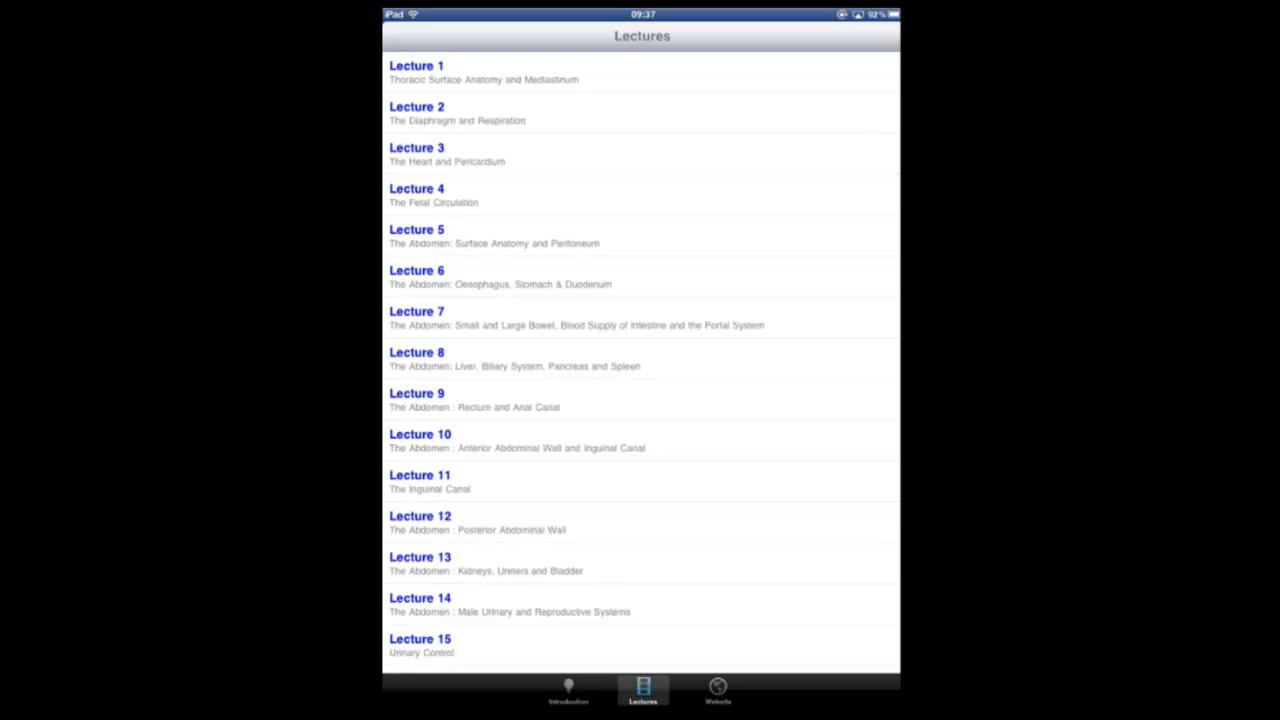 iPad
09:37
92%
Lectures
Lecture 1
Thoracic Surface Anatomy and Mediastinum
Lecture 2
The Diaphragm and Respiration
Lecture 3
The Heart and Pericardium
Lecture 4
The Fetal Circulation
Lecture 5
The Abdomen: Surface Anatomy and Peritoneum
Lecture 6
The Abdomen: Oesophagus, Stomach & Duodenum
Lecture 7
The Abdomen: Small and Large Bowel, Blood Supply of Intestine and the Portal System
Lecture 8
The Abdomen: Liver, Biliary System, Pancreas and Spleen
Lecture 9
The Abdomen : Rectum and Anal Canal
Lecture 10
The Abdomen : Anterior Abdominal Wall and Inguinal Canal
Lecture 11
The Inguinal Canal
Lecture 12
The Abdomen : Posterior Abdominal Wall
Lecture 13
The Abdomen : Kidneys, Ureters and Bladder
Lecture 14
The Abdomen : Male Urinary and Reproductive Systems
Lecture 15
Urinary Control
Introduction
Lectures
Website